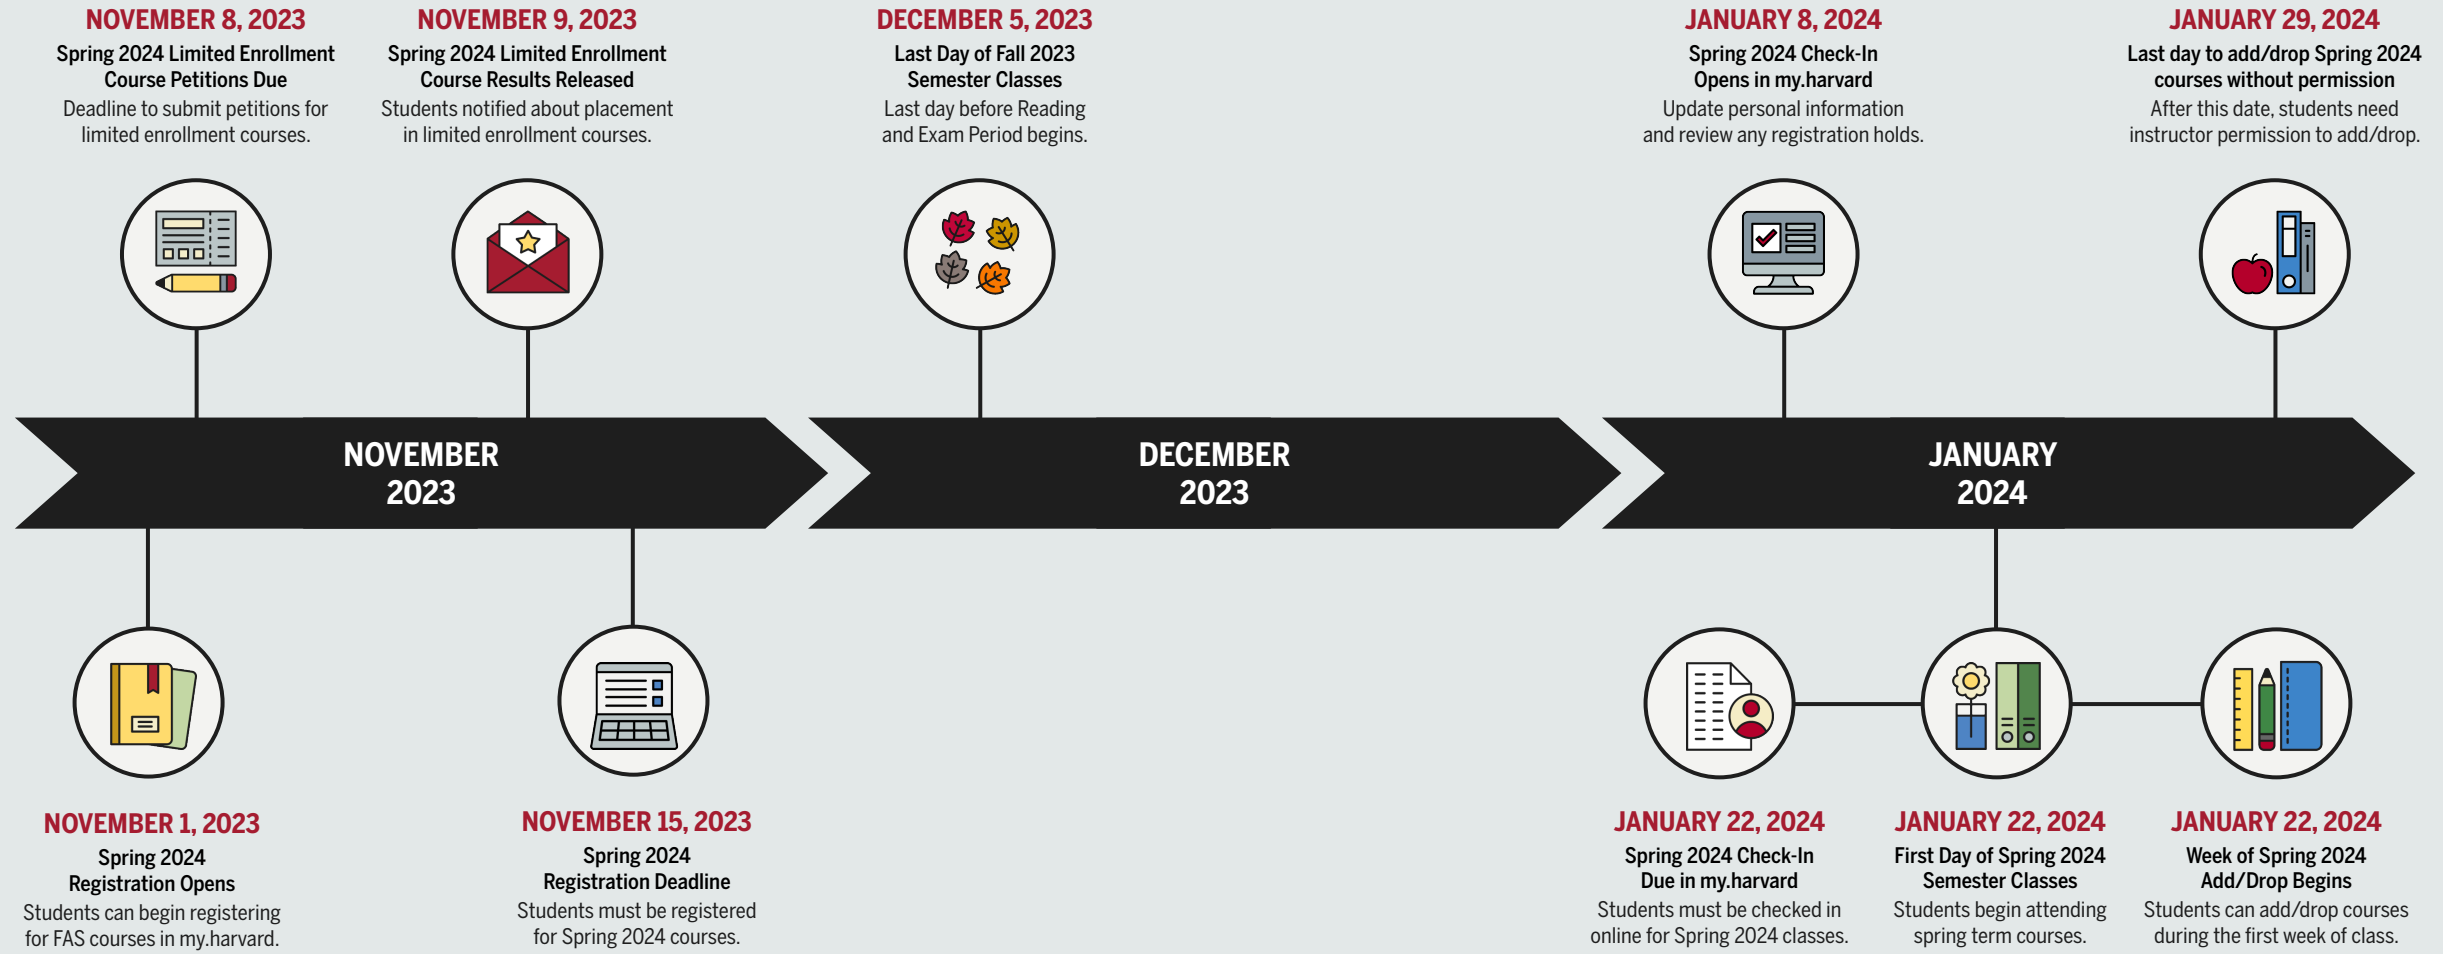 NOVEMBER 8, 2023
Spring 2024 Limited Enrollment
Course Petitions Due
Deadline to submit petitions for
limited enrollment courses.
NOVEMBER 9, 2023
Spring 2024 Limited Enrollment
Course Results Released
Students notified about placement
in limited enrollment courses.
DECEMBER 5, 2023
Last Day of Fall 2023
Semester Classes
Last day before Reading
and Exam Period begins.
JANUARY 8, 2024
Spring 2024 Check-In
Opens in my.harvard
Update personal information
and review any registration holds.
JANUARY 29, 2024
Last day to add/drop Spring 2024
courses without permission
After this date, students need
instructor permission to add/drop.
NOVEMBER
2023
DECEMBER
2023
JANUARY
2024
NOVEMBER 1, 2023
Spring 2024
Registration Opens
Students can begin registering
for FAS courses in my.harvard.
NOVEMBER 15, 2023
Spring 2024
Registration Deadline
Students must be registered
for Spring 2024 courses.
JANUARY 22, 2024
Spring 2024 Check-In
Due in my.harvard
Students must be checked in
online for Spring 2024 classes.
JANUARY 22, 2024
First Day of Spring 2024
Semester Classes
Students begin attending
spring term courses.
JANUARY 22, 2024
Week of Spring 2024
Add/Drop Begins
Students can add/drop courses
during the first week of class.